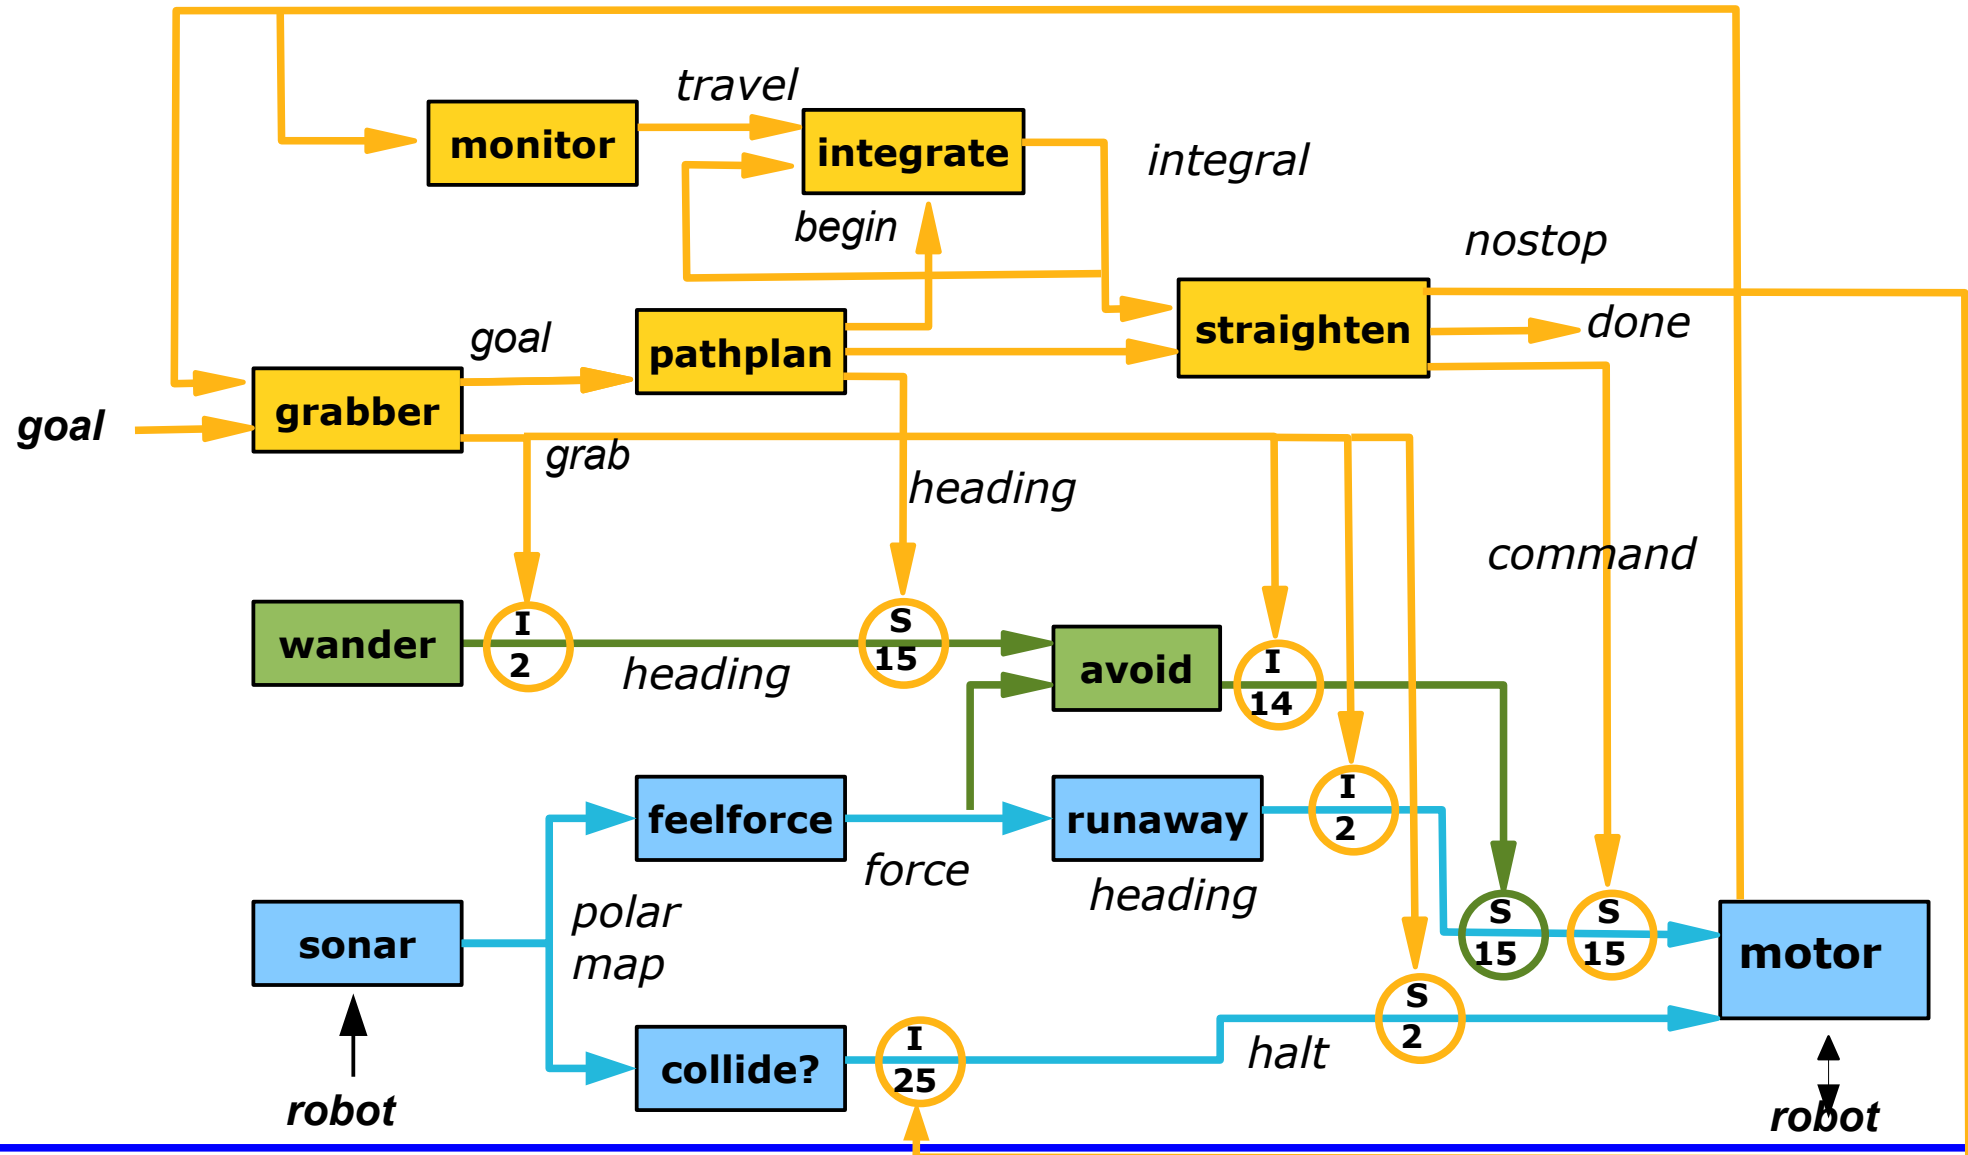 travel
monitor
integrate
integral
begin
nostop
goal
pathplan
straighten
done
goal
grabber
grab
heading
command
wander
I
2
heading
S
15
avoid
I
14
feelforce
force
runaway
heading
I
2
sonar
polar
map
S
15
S
15
motor
collide?
I
25
halt
S
2
robot
robot